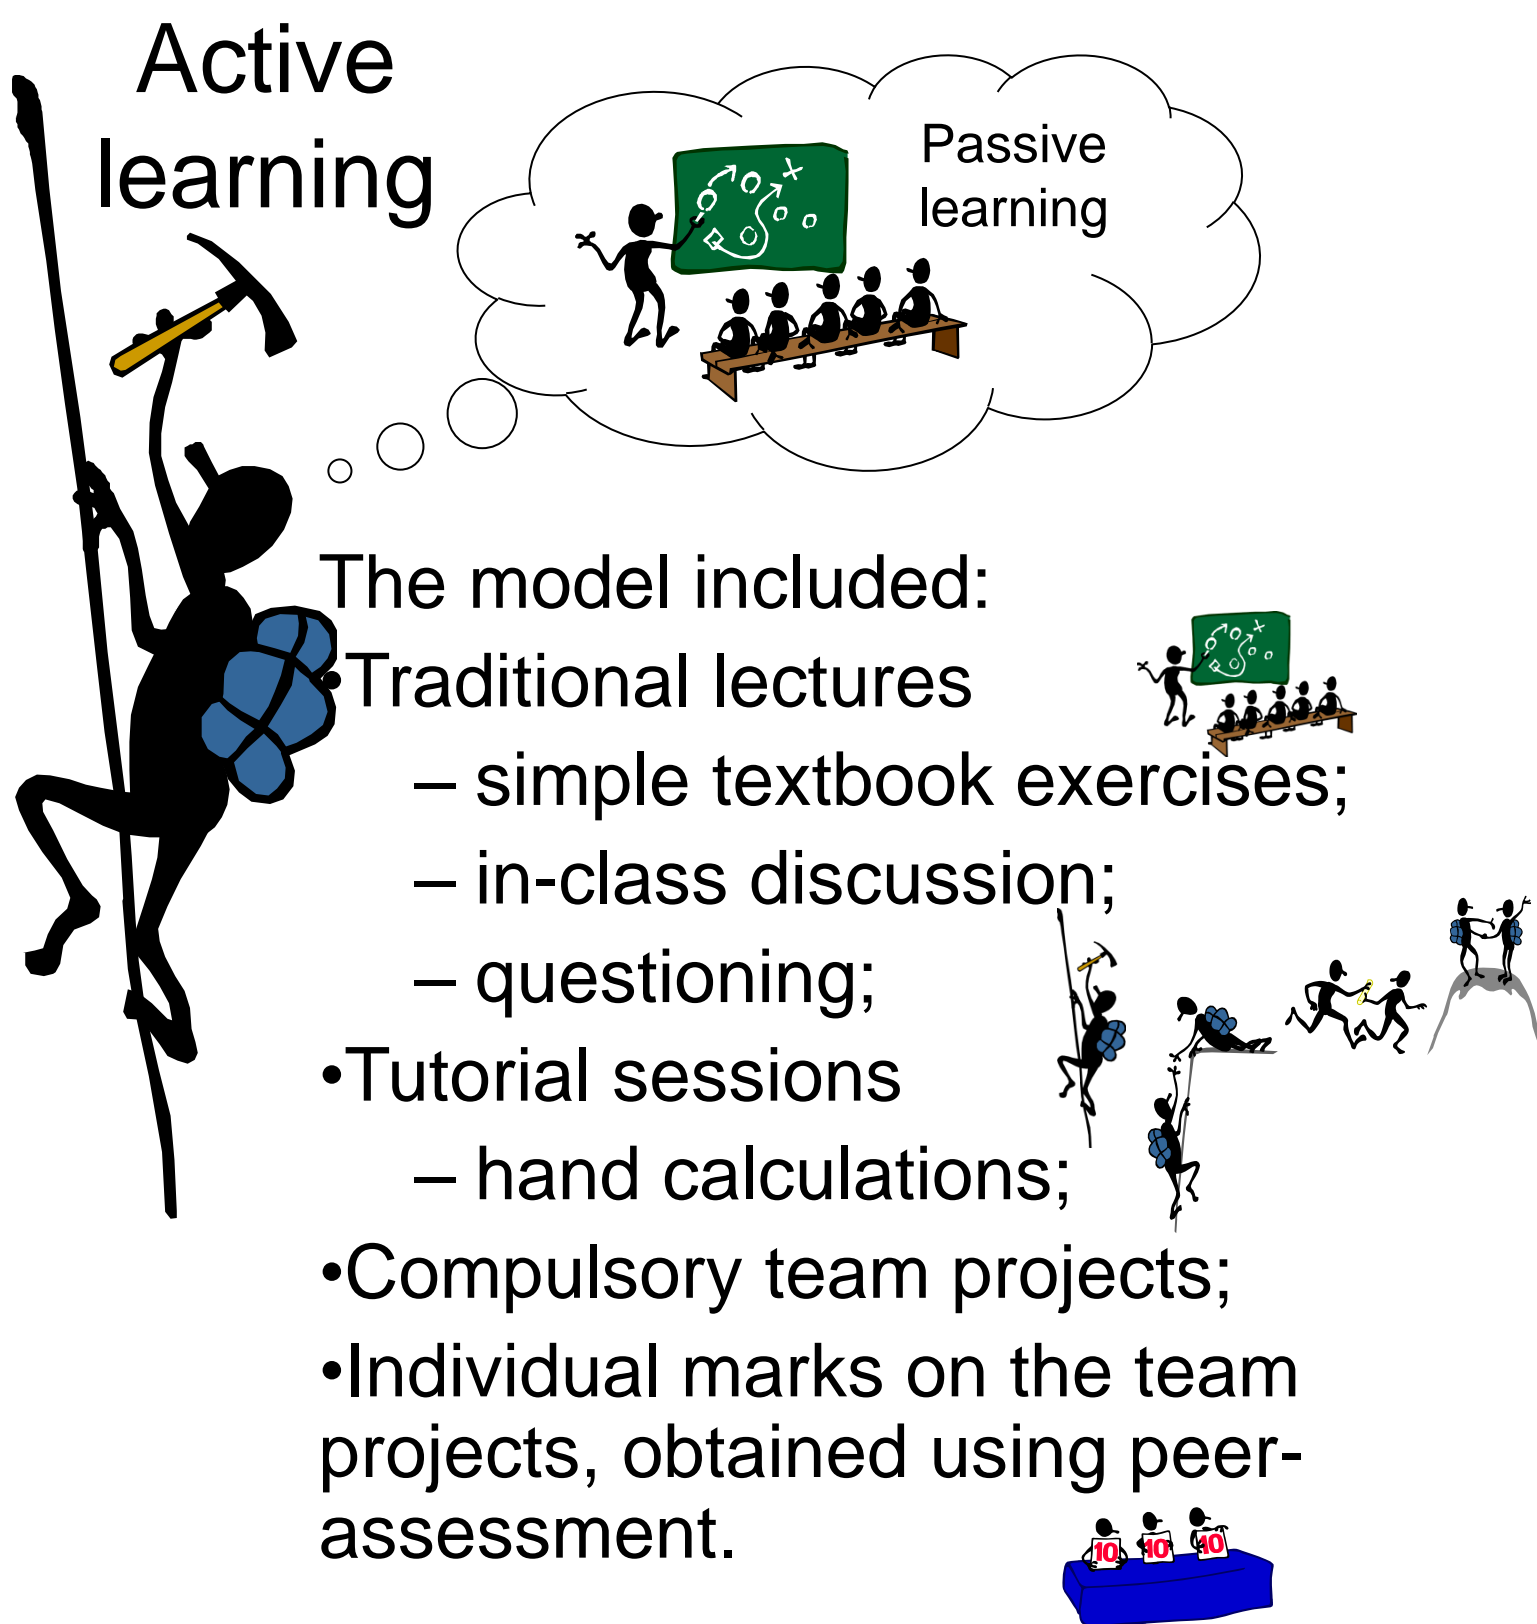 Active
learning
Passive
learning
The model included:
•Traditional lectures
– simple textbook exercises;
– in-class discussion;
– questioning;
•Tutorial sessions
– hand calculations;
•Compulsory team projects;
•Individual marks on the team
projects, obtained using peer-
assessment.
10 10 10